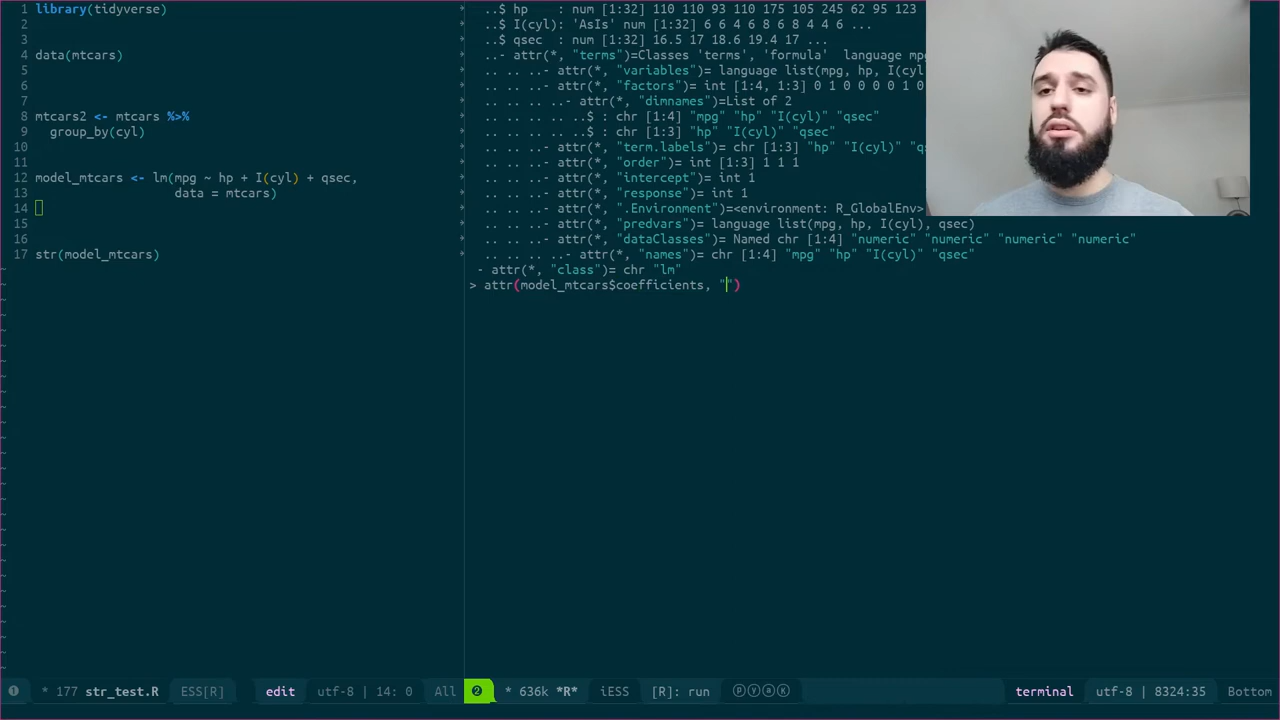 1 library(tidyverse)
2
3
4 data(mtcars)
5
6
7
8 mtcars2 <- mtcars %>%
9 group_by(cyl)
10
11
12 model_mtcars <- lm(mpg ~ hp + I(cyl) + qsec,
13 data = mtcars)
14
15
16
17 str(model_mtcars)
..$ hp : num [1:32] 110 110 93 110 175 105 245 62 95 123
..$ I(cyl): 'AsIs' num [1:32] 6 6 4 6 8 6 8 4 4 6 ...
..$ qsec : num [1:32] 16.5 17 18.6 19.4 17 ...
..- attr(*, "terms")=Classes 'terms', 'formula' language mpg
.. .. ..- attr(*, "variables")= language list(mpg, hp, I(cyl
.. .. ..- attr(*, "factors")= int [1:4, 1:3] 0 1 0 0 0 0 1 0
.. .. .. ..- attr(*, "dimnames")=List of 2
.. .. .. .. ..$ : chr [1:4] "mpg" "hp" "I(cyl)" "qsec"
.. .. .. .. ..$ : chr [1:3] "hp" "I(cyl)" "qsec"
.. .. ..- attr(*, "term.labels")= chr [1:3] "hp" "I(cyl)" "qs
.. .. ..- attr(*, "order")= int [1:3] 1 1 1
.. .. ..- attr(*, "intercept")= int 1
.. .. ..- attr(*, "response")= int 1
.. .. ..- attr(*, ".Environment")=<environment: R_GlobalEnv>
.. .. ..- attr(*, "predvars")= language list(mpg, hp, I(cyl), qsec)
.. .. ..- attr(*, "dataClasses")= Named chr [1:4] "numeric" "numeric" "numeric" "numeric"
.. .. .. ..- attr(*, "names")= chr [1:4] "mpg" "hp" "I(cyl)" "qsec"
- attr(*, "class")= chr "lm"
> attr(model_mtcars$coefficients, "")
❶ * 177 str_test.R ESS[R] edit utf-8 | 14: 0 All
❷ * 636k *R* iESS [R]: run ⓟⓨⓐⓚ terminal utf-8 | 8324:35 Bottom